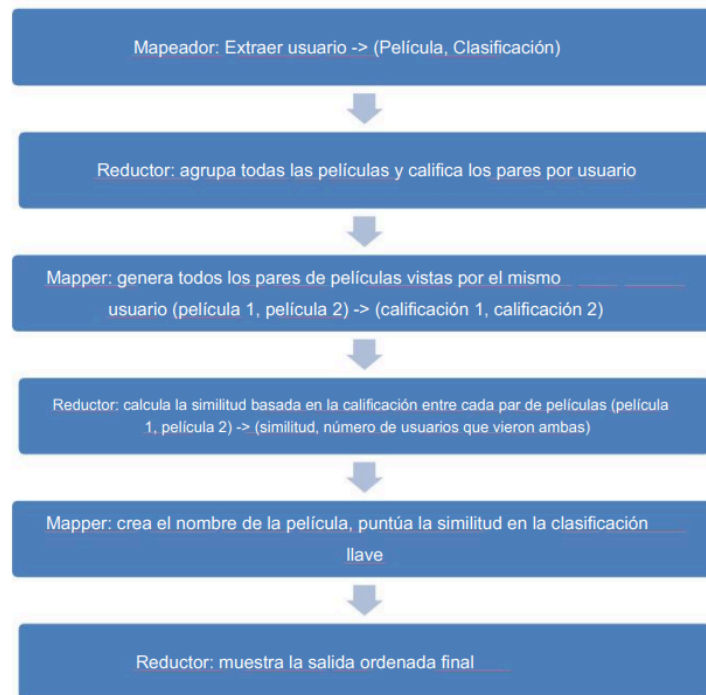 Mapeador: Extraer usuario -> (Película, Clasificación)
Reductor: agrupa todas las películas y califica los pares por usuario
Mapper: genera todos los pares de películas vistas por el mismo
usuario (película 1, película 2) -> (calificación 1, calificación 2)
Reductor: calcula la similitud basada en la calificación entre cada par de películas (película
1, película 2) -> (similitud, número de usuarios que vieron ambas)
Mapper: crea el nombre de la película, puntúa la similitud en la clasificación
llave
Reductor: muestra la salida ordenada final